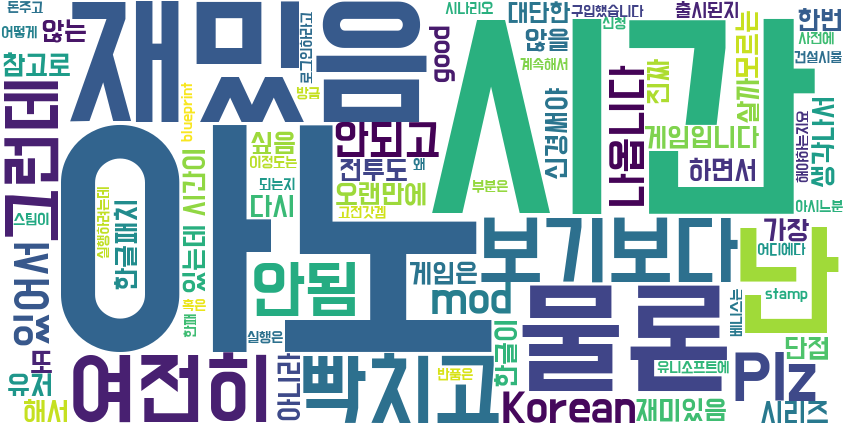 돈주고
어떻게
않는
참고로
그런데
재밌음
로그인하라고
방금
good
시나리오
대단한
않을
계속해서
구입했습니다
신청
출시된지
한번
사전에
건설시뮬
시간
blueprint
싶음
이정도는
되는지
다시
안되고
전투도
왜
오랜만에
부분은
신경써야
나옵니다
진짜
게임입니다
하면서
살까모르는
생각나서
해야하는지요
아시느분
스팀이
실행하려는데
한글패치
시간이
있는데
고전갓겜
아노
보기보다
난
가장
어디에다
있어서
혹은
한패
안됨
게임은
mod
물론
베니스는
stamp
실행은
유저
해서
여전히
아니라
빡치고
한글이
반품은
Korean
유니소프트에
재미있음
Plz
단점
시리즈